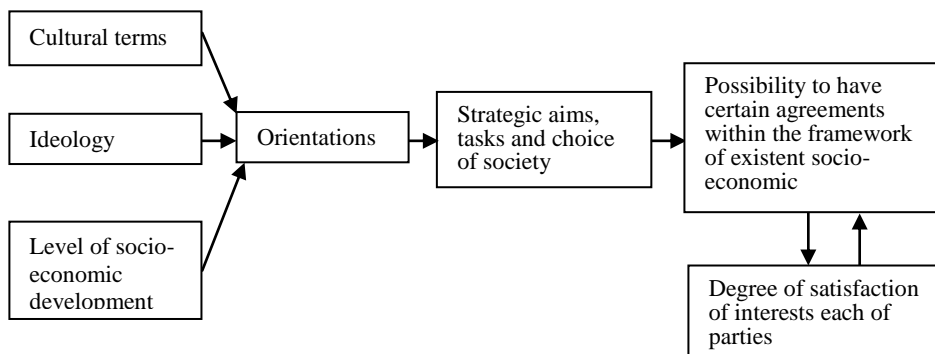 Cultural terms
Ideology
Level of socio-
economic
development
Orientations
Strategic aims,
tasks and choice
of society
Possibility to have
certain agreements
within the framework
of existent socio-
economic
Degree of satisfaction
of interests each of
parties